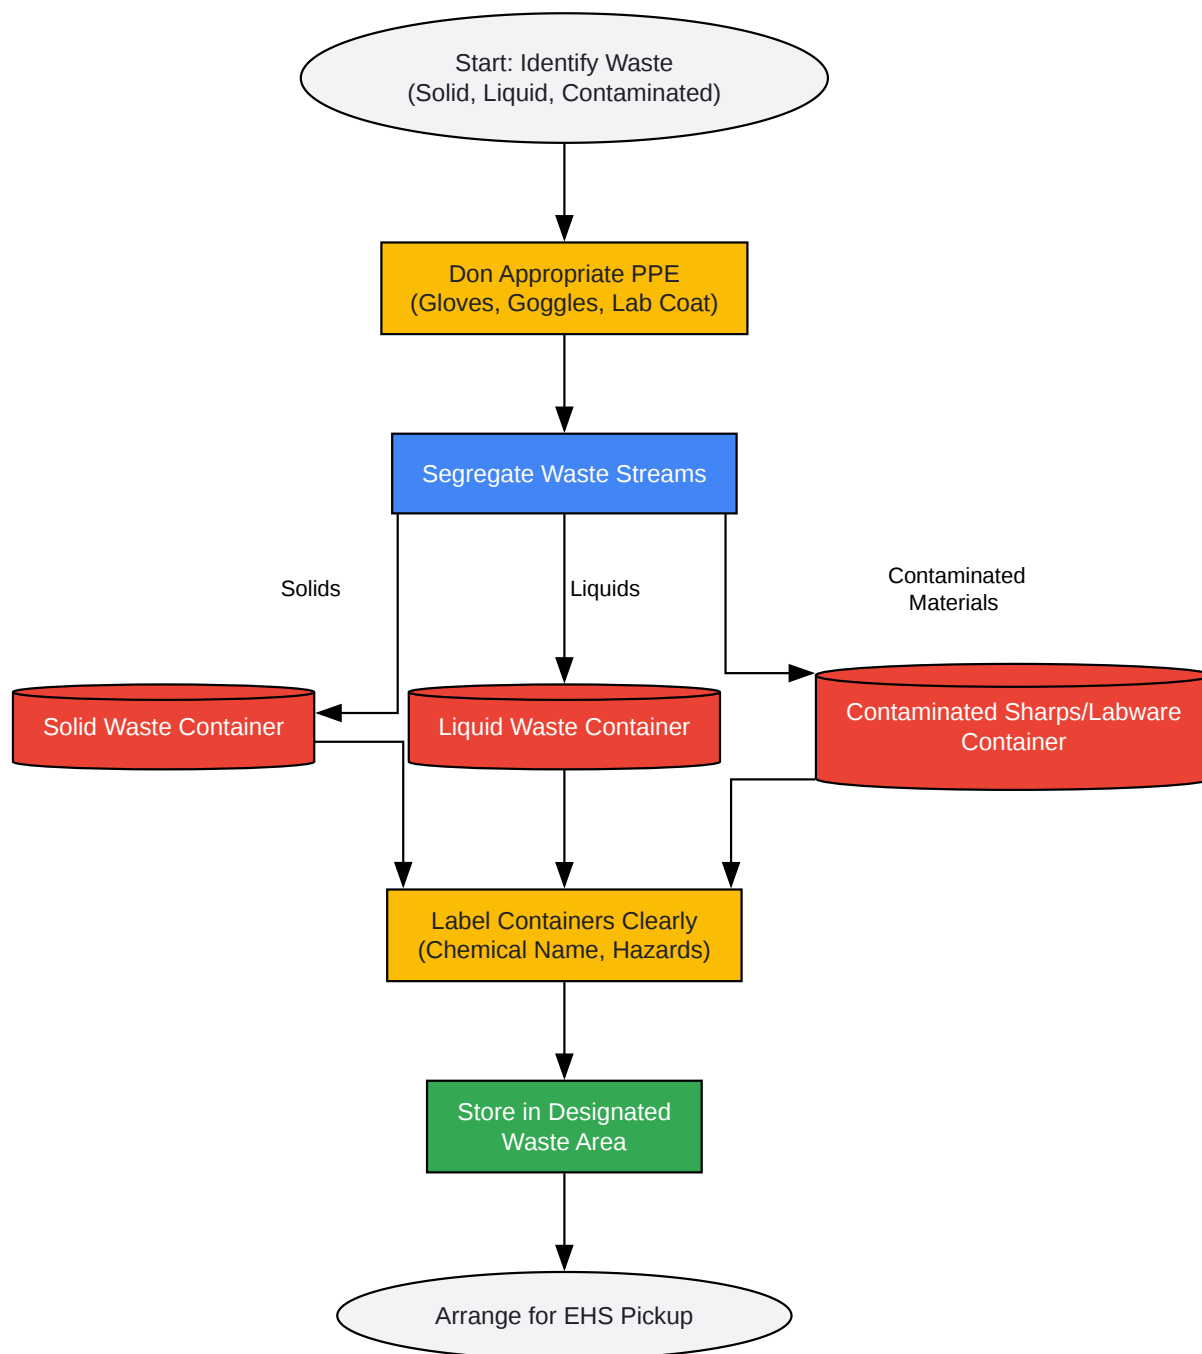 Start: Identify Waste
(Solid, Liquid, Contaminated)
Don Appropriate PPE
(Gloves, Goggles, Lab Coat)
Segregate Waste Streams
Solids
Liquids
Contaminated
Materials
Solid Waste Container
Liquid Waste Container
Contaminated Sharps/Labware
Container
Label Containers Clearly
(Chemical Name, Hazards)
Store in Designated
Waste Area
Arrange for EHS Pickup